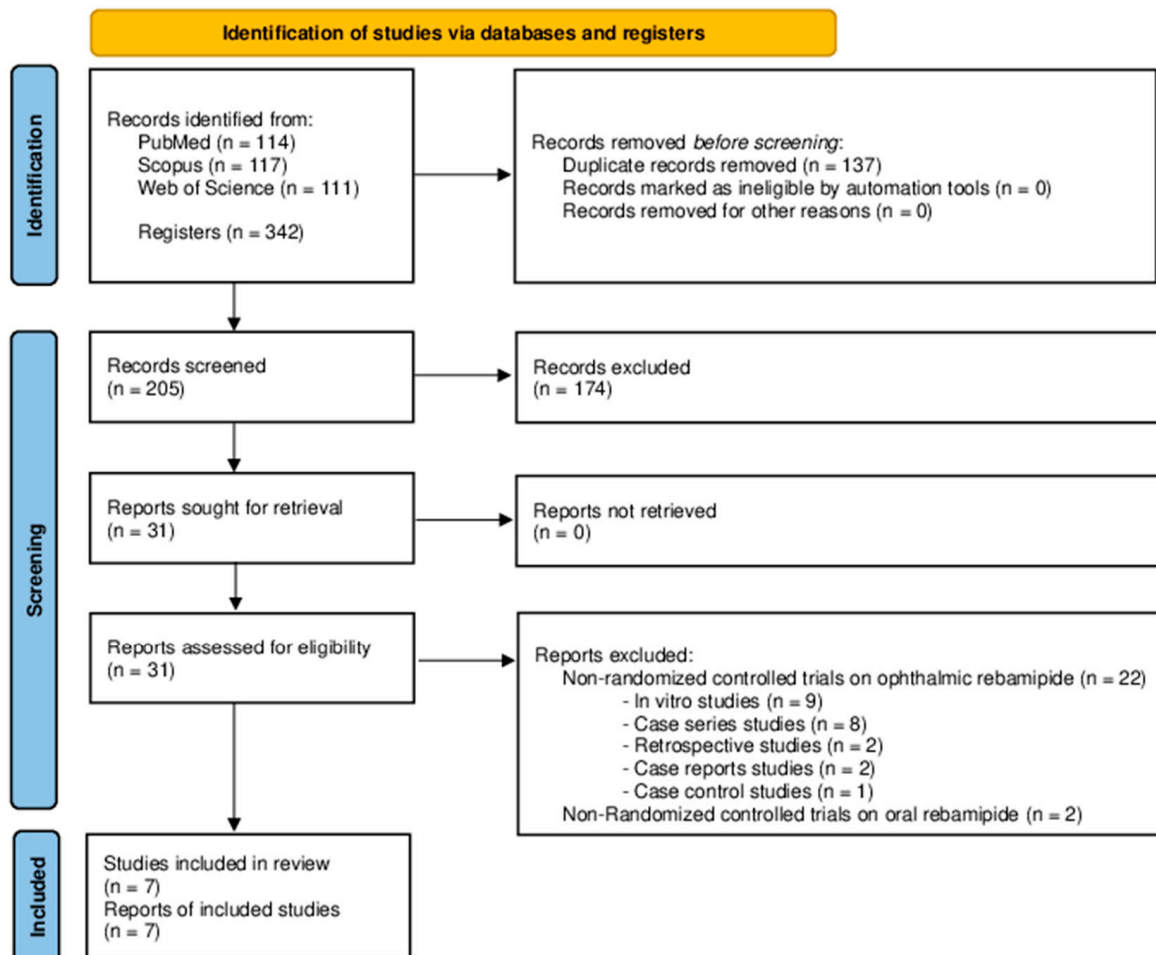 Identification of studies via databases and registers
Identification
Records identified from:
PubMed (n = 114)
Scopus (n = 117)
Web of Science (n = 111)
Registers (n = 342)
Records removed before screening:
Duplicate records removed (n = 137)
Records marked as ineligible by automation tools (n = 0)
Records removed for other reasons (n = 0)
Screening
Records screened
(n = 205)
Records excluded
(n = 174)
Reports sought for retrieval
(n = 31)
Reports not retrieved
(n = 0)
Reports assessed for eligibility
(n = 31)
Reports excluded:
Non-randomized controlled trials on ophthalmic rebamipide (n = 22)
- In vitro studies (n = 9)
- Case series studies (n = 8)
- Retrospective studies (n = 2)
- Case reports studies (n = 2)
- Case control studies (n = 1)
Non-Randomized controlled trials on oral rebamipide (n = 2)
Included
Studies included in review
(n = 7)
Reports of included studies
(n = 7)